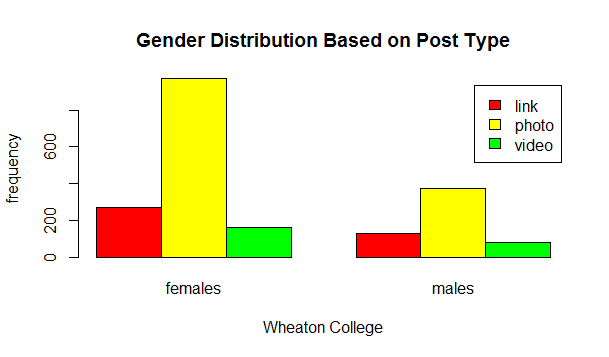 Gender Distribution Based on Post Type
frequency
600
200
0
link
photo
video
females
males
Wheaton College